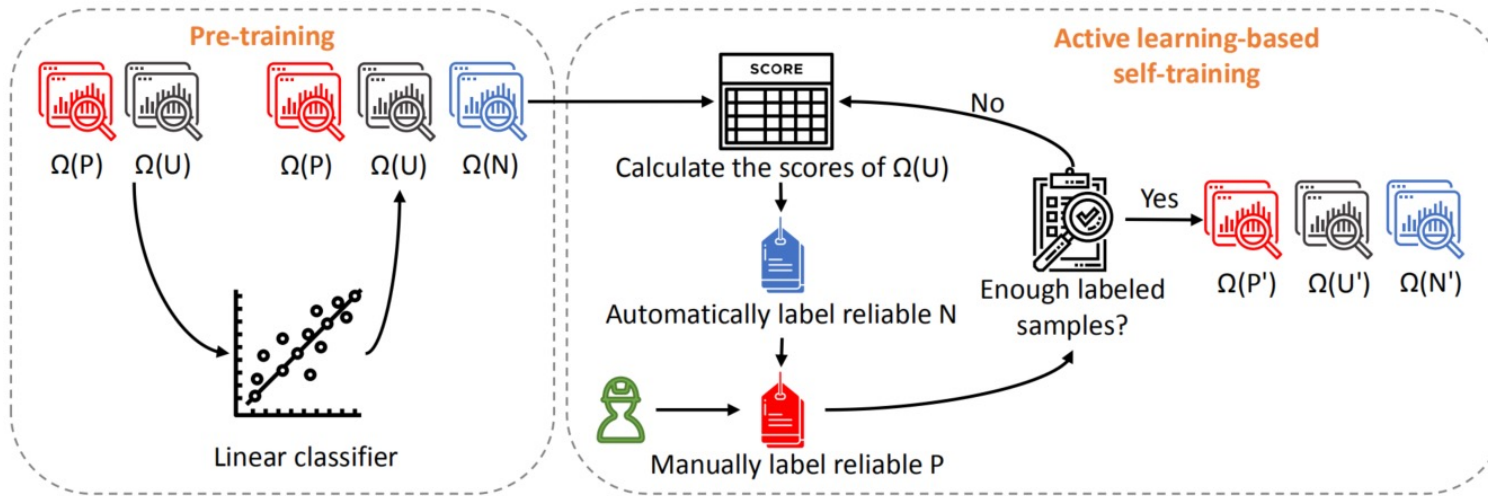 Pre-training
Ω(P)
Ω(U)
Ω(P)
Ω(U)
Ω(N)
Linear classifier
Active learning-based
self-training
SCORE
Calculate the scores of Ω(U)
Automatically label reliable N
Manually label reliable P
No
Enough labeled
samples?
Yes
Ω(P')
Ω(U')
Ω(N')